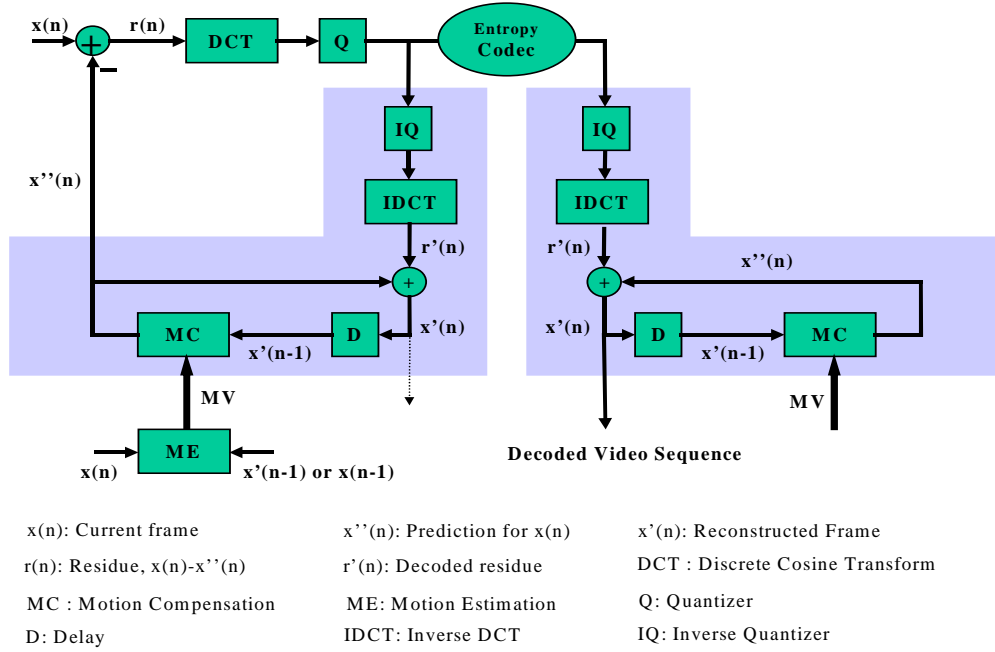 x(n)
r(n)
+
DCT
Q
Entropy
Codec
IQ
IQ
x’’(n)
IDCT
IDCT
r’(n)
r’(n)
x’’(n)
+
+
x’(n)
x’(n)
MC
x’(n-1)
D
D
x’(n-1)
MC
MV
MV
ME
x(n)
x’(n-1) or x(n-1)
Decoded Video Sequence
x(n): Current frame
x’’(n): Prediction for x(n)
x’(n): Reconstructed Frame
r(n): Residue, x(n)-x’’(n)
r’(n): Decoded residue
DCT : Discrete Cosine Transform
MC : Motion Compensation
ME: Motion Estimation
Q: Quantizer
D: Delay
IDCT: Inverse DCT
IQ: Inverse Quantizer